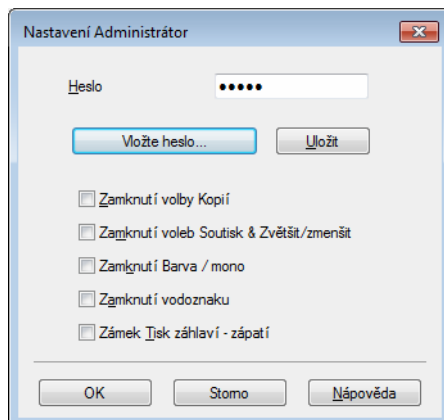 Nastavení Administrátor
Heslo •••••
Vložte heslo... Uložit
Zamknutí volby Kopií
Zamknutí voleb Soutisk & Zvětšit/zmenšit
Zamknutí Barva / mono
Zamknutí vodoznaku
Zámek Tisk záhlaví - zápatí
OK Storno Nápověda